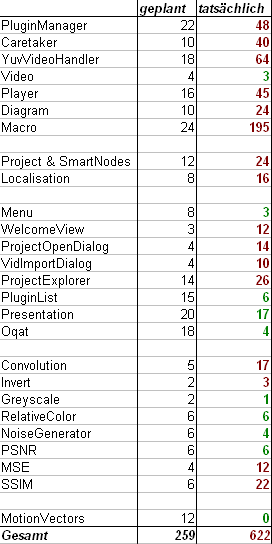 geplant tatsächlich
PluginManager 22 48
Caretaker 10 40
YuvVideoHandler 18 64
Video 4 3
Player 16 45
Diagram 10 24
Macro 24 195
Project & SmartNodes 12 24
Localisation 8 16
Menu 8 3
WelcomeView 3 12
ProjectOpenDialog 4 14
VidImportDialog 4 10
ProjectExplorer 14 26
PluginList 15 6
Presentation 20 17
Oqat 18 4
Convolution 5 17
Invert 2 3
Greyscale 2 1
RelativeColor 6 6
NoiseGenerator 6 4
PSNR 6 6
MSE 4 12
SSIM 6 22
MotionVectors 12 0
Gesamt 259 622